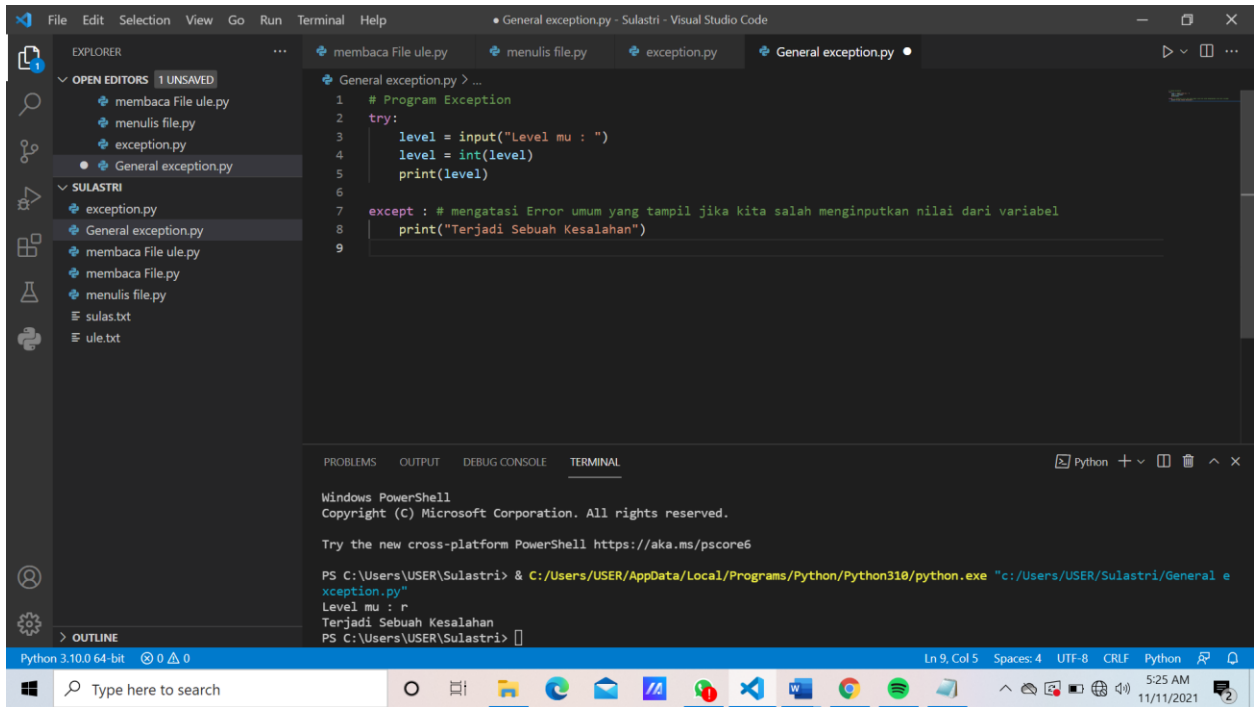 File Edit Selection View Go Run Terminal Help
● General exception.py - Sulastri - Visual Studio Code
EXPLORER
OPEN EDITORS 1 UNSAVED
membaca File ule.py
menulis file.py
exception.py
● General exception.py
SULASTRI
exception.py
General exception.py
membaca File ule.py
membaca File.py
menulis file.py
sulas.txt
ule.txt
OUTLINE
membaca File ule.py menulis file.py exception.py General exception.py ●
General exception.py > ...
1 # Program Exception
2 try:
3 level = input("Level mu : ")
4 level = int(level)
5 print(level)
6
7 except : # mengatasi Error umum yang tampil jika kita salah menginputkan nilai dari variabel
8 print("Terjadi Sebuah Kesalahan")
9
PROBLEMS OUTPUT DEBUG CONSOLE TERMINAL
Python
Windows PowerShell
Copyright (C) Microsoft Corporation. All rights reserved.
Try the new cross-platform PowerShell https://aka.ms/pscore6
PS C:\Users\USER\Sulastri> & C:/Users/USER/AppData/Local/Programs/Python/Python310/python.exe "c:/Users/USER/Sulastri/General e
xception.py"
Level mu : r
Terjadi Sebuah Kesalahan
PS C:\Users\USER\Sulastri>
Python 3.10.0 64-bit 0 0 Ln 9, Col 5 Spaces: 4 UTF-8 CRLF Python
Type here to search
5:25 AM
11/11/2021